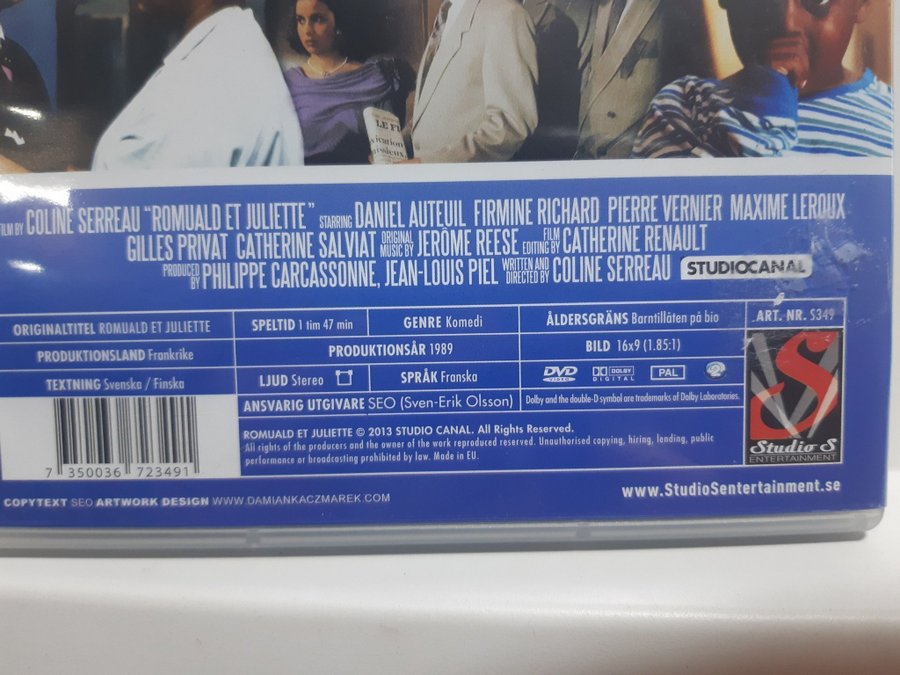 LE FI
ication
essieux
FILM BY COLINE SERREAU "ROMUALD ET JULIETTE" STARRING DANIEL AUTEUIL FIRMINE RICHARD PIERRE VERNIER MAXIME LEROUX
GILLES PRIVAT CATHERINE SALVIAT ORIGINAL MUSIC BY JERÔME REESE FILM EDITING BY CATHERINE RENAULT
PRODUCED BY PHILIPPE CARCASSONNE, JEAN-LOUIS PIEL WRITTEN AND DIRECTED BY COLINE SERREAU STUDIOCANAL
ORIGINALTITEL ROMUALD ET JULIETTE
SPELTID 1 tim 47 min
GENRE Komedi
ÅLDERSGRÄNS Barntillåten på bio
ART. NR. S349
PRODUKTIONSLAND Frankrike
PRODUKTIONSÅR 1989
BILD 16x9 (1.85:1)
TEXTNING Svenska / Finska
LJUD Stereo
SPRÅK Franska
DVD VIDEO
DOLBY DIGITAL
PAL
ANSVARIG UTGIVARE SEO (Sven-Erik Olsson)
Dolby and the double-D symbol are trademarks of Dolby Laboratories.
ROMUALD ET JULIETTE © 2013 STUDIO CANAL. All Rights Reserved.
All rights of the producers and the owner of the work reproduced reserved. Unauthorised copying, hiring, lending, public
performance or broadcasting prohibited by law. Made in EU.
S
Studio S
ENTERTAINMENT
7 350036 723491
COPYTEXT SEO ARTWORK DESIGN WWW.DAMIANKACZMAREK.COM
www.StudioSentertainment.se